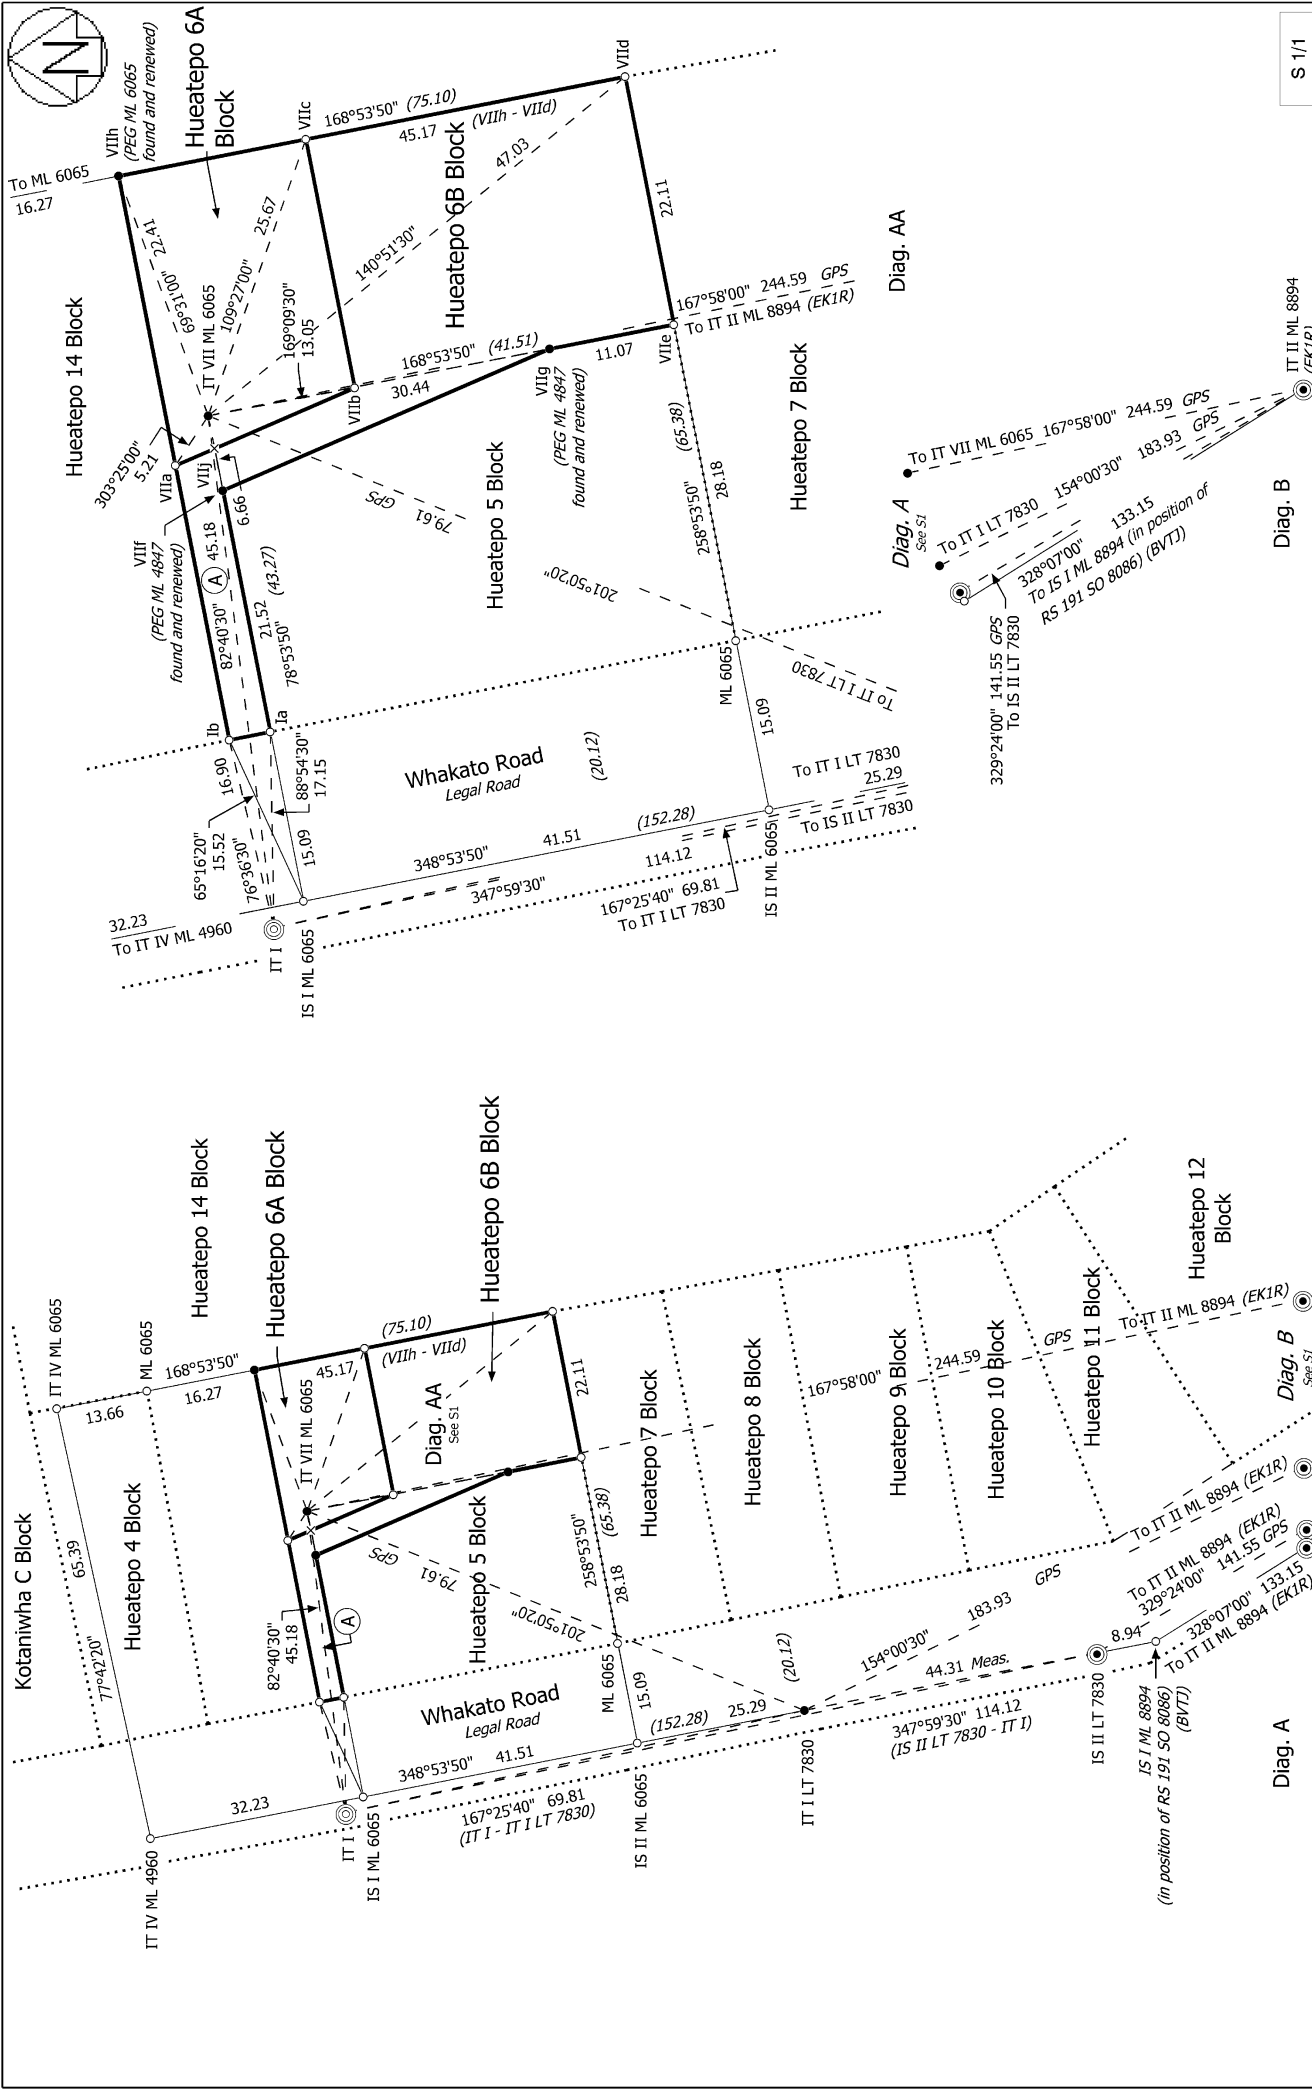 N
Hueatepo 14 Block
To ML 6065
16.27
VIIh
(PEG ML 6065
found and renewed)
Hueatepo 6A
Block
VIIc
168°53'50" (75.10)
45.17
(VIIh - VIId)
VIId
69°31'00" 22.41
109°27'00" 25.67
IT VII ML 6065
303°25'00"
5.21
VIIa
VIIj
169°09'30"
13.05
140°51'30"
47.03
Hueatepo 6B Block
VIIb
168°53'50" (41.51)
30.44
VIIg
(PEG ML 4847
found and renewed)
11.07
VIIe
22.11
167°58'00" 244.59 GPS
To IT II ML 8894 (EK1R)
Diag. AA
VIIf
(PEG ML 4847
found and renewed)
A
82°40'30" 45.18
6.66
21.52 (43.27)
78°53'50"
Hueatepo 5 Block
79.61 GPS
201°50'20"
To IT I LT 7830
258°53'50" (65.38)
28.18
Hueatepo 7 Block
ML 6065
15.09
Ib
Ia
16.90
65°16'20"
15.52
76°36'30"
88°54'30"
17.15
15.09
Whakato Road
Legal Road
(20.12)
32.23
To IT IV ML 4960
IT I
IS I ML 6065
348°53'50" 41.51 (152.28)
347°59'30" 114.12
167°25'40" 69.81
To IT I LT 7830
IS II ML 6065
To IT I LT 7830
25.29
To IS II LT 7830
Diag. A
See S1
To IT VII ML 6065 167°58'00" 244.59 GPS
To IT I LT 7830 154°00'30" 183.93 GPS
328°07'00" 133.15
To IS I ML 8894 (in position of
RS 191 SO 8086) (BVTJ)
329°24'00" 141.55 GPS
To IS II LT 7830
IT II ML 8894
(EK1R)
Diag. B
S 1/1
Kotaniwha C Block
Hueatepo 4 Block
IT IV ML 6065
13.66
ML 6065
168°53'50"
16.27
65.39
77°42'20"
IT IV ML 4960
32.23
Hueatepo 14 Block
Hueatepo 6A Block
Hueatepo 6B Block
45.17
(75.10)
(VIIh - VIId)
IT VII ML 6065
Diag. AA
See S1
22.11
82°40'30"
45.18
A
Hueatepo 5 Block
79.61 GPS
201°50'20"
258°53'50" (65.38)
28.18
ML 6065
15.09
Whakato Road
Legal Road
(20.12)
IT I
IS I ML 6065
348°53'50" 41.51
(152.28) 25.29
167°25'40" 69.81
(IT I - IT I LT 7830)
IS II ML 6065
IT I LT 7830
Hueatepo 7 Block
Hueatepo 8 Block
Hueatepo 9 Block
Hueatepo 10 Block
Hueatepo 11 Block
Hueatepo 12
Block
167°58'00" 244.59 GPS
To IT II ML 8894 (EK1R)
Diag. B
See S1
154°00'30" 183.93 GPS
To IT II ML 8894 (EK1R)
44.31 Meas.
347°59'30" 114.12
(IS II LT 7830 - IT I)
IS II LT 7830
8.94
To IT II ML 8894 (EK1R)
329°24'00" 141.55 GPS
328°07'00" 133.15
To IT II ML 8894 (EK1R)
IS I ML 8894
(in position of RS 191 SO 8086)
(BVTJ)
Diag. A